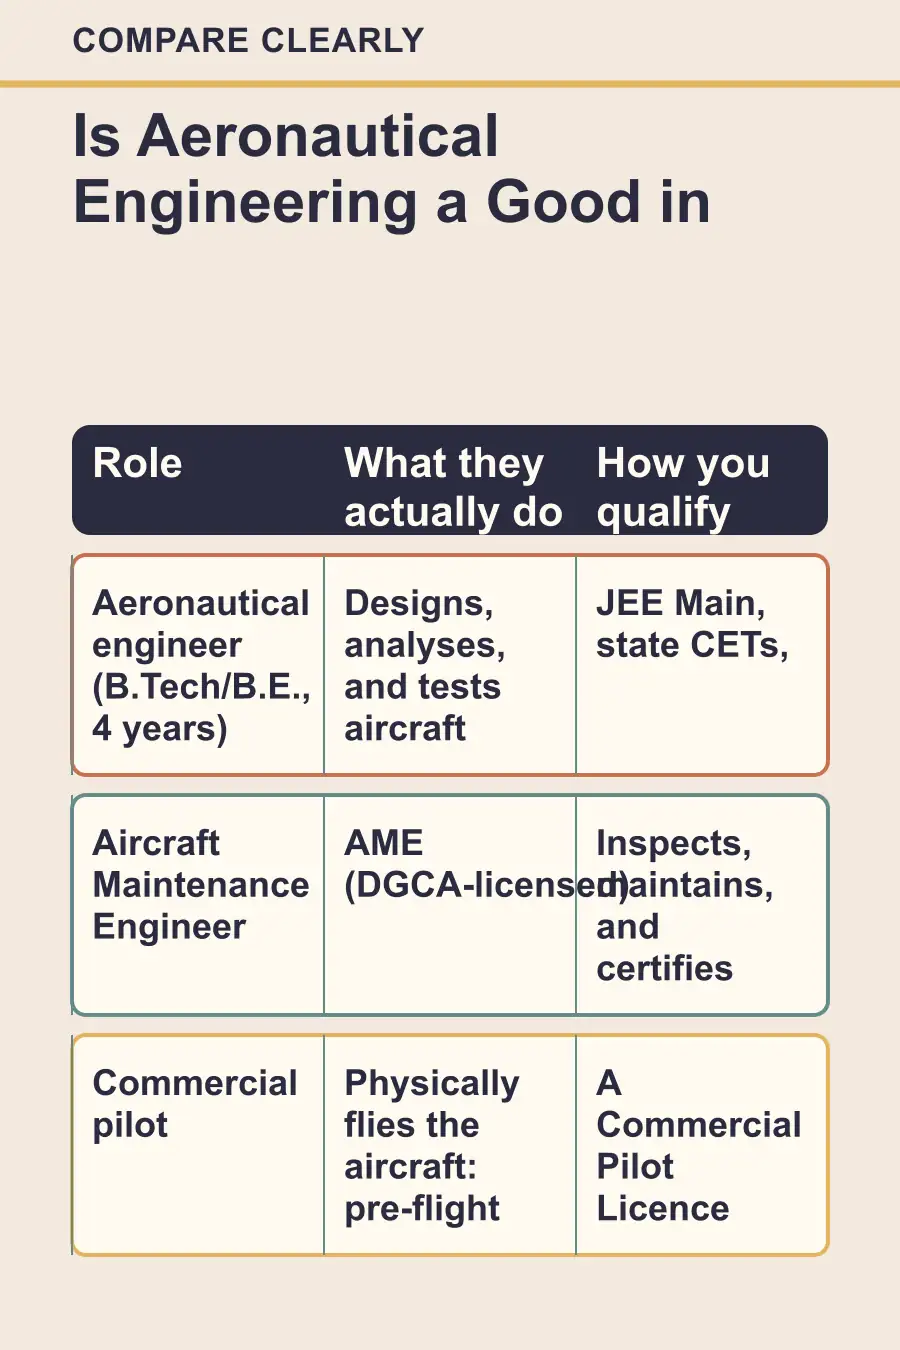 COMPARE CLEARLY
Is Aeronautical
Engineering a Good in
Role
What they
actually do
How you
qualify
Aeronautical
engineer
(B.Tech/B.E.,
4 years)
Designs,
analyses,
and tests
aircraft
JEE Main,
state CETs,
Aircraft
Maintenance
Engineer
AME
(DGCA-licensed)
Inspects,
maintains,
and
certifies
Commercial
pilot
Physically
flies the
aircraft:
pre-flight
A
Commercial
Pilot
Licence